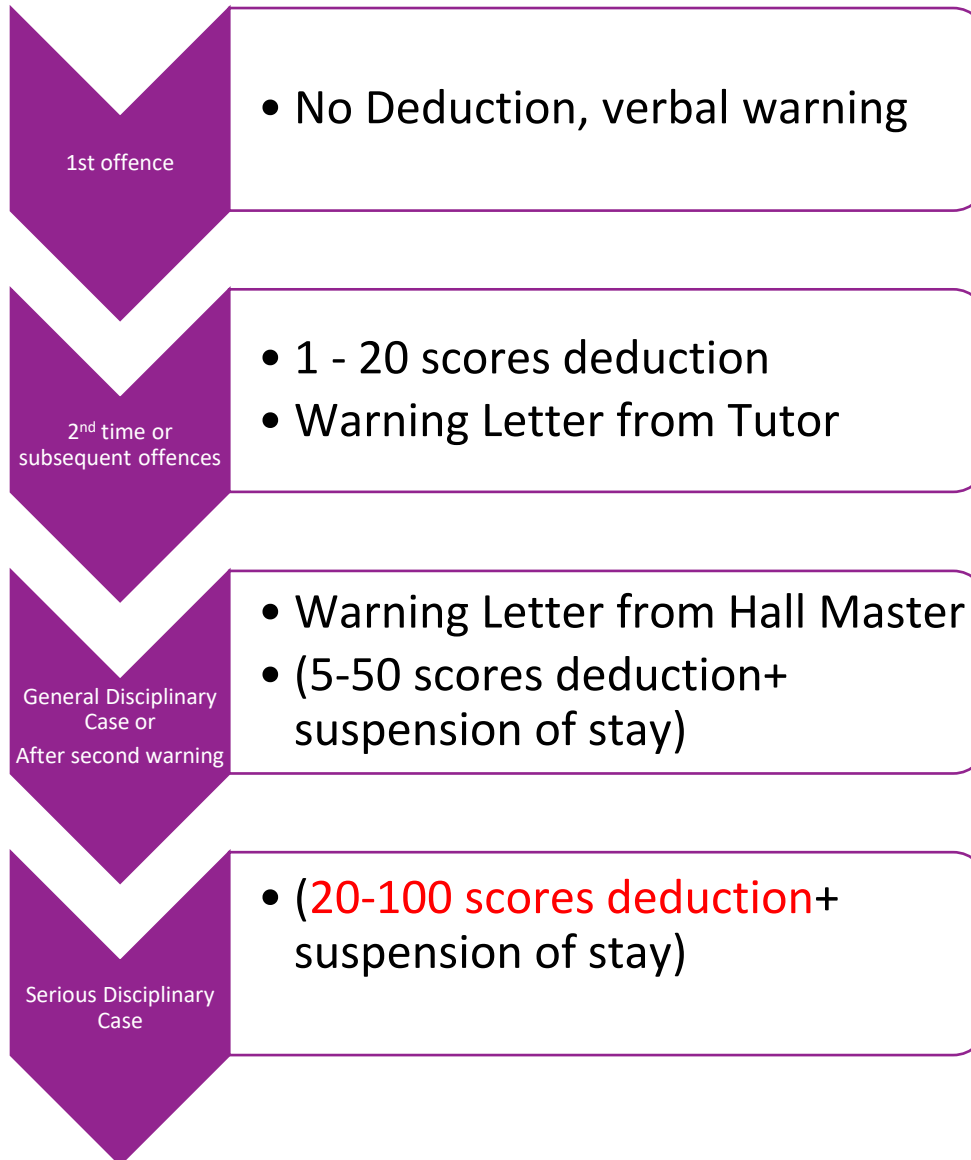 1st offence
• No Deduction, verbal warning
2nd time or
subsequent offences
• 1 - 20 scores deduction
• Warning Letter from Tutor
General Disciplinary
Case or
After second warning
• Warning Letter from Hall Master
• (5-50 scores deduction+
suspension of stay)
Serious Disciplinary
Case
• (20-100 scores deduction+
suspension of stay)